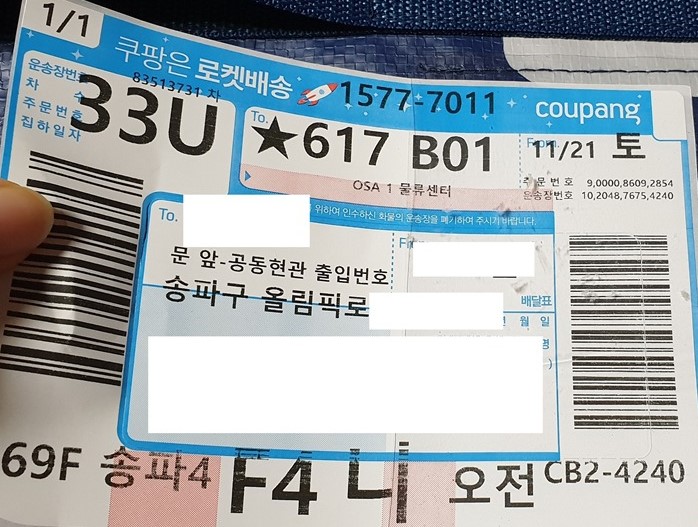 1/1
쿠팡은 로켓배송 1577-7011 coupang
운송장번호 83513731 차
차 수
주문번호
집하일자
33U
To.
★617 B01
From.
11/21 토
OSA 1 물류센터
주문번호 9,0000,8609,2854
운송장번호 10,2048,7675,4240
To.
위하여 인수하신 화물의 운송장을 폐기하여 주시기 바랍니다.
문 앞-공동현관 출입번호
송파구 올림픽로
배달표
월 일
명
)
69F 송파4 F4 너 오전 CB2-4240